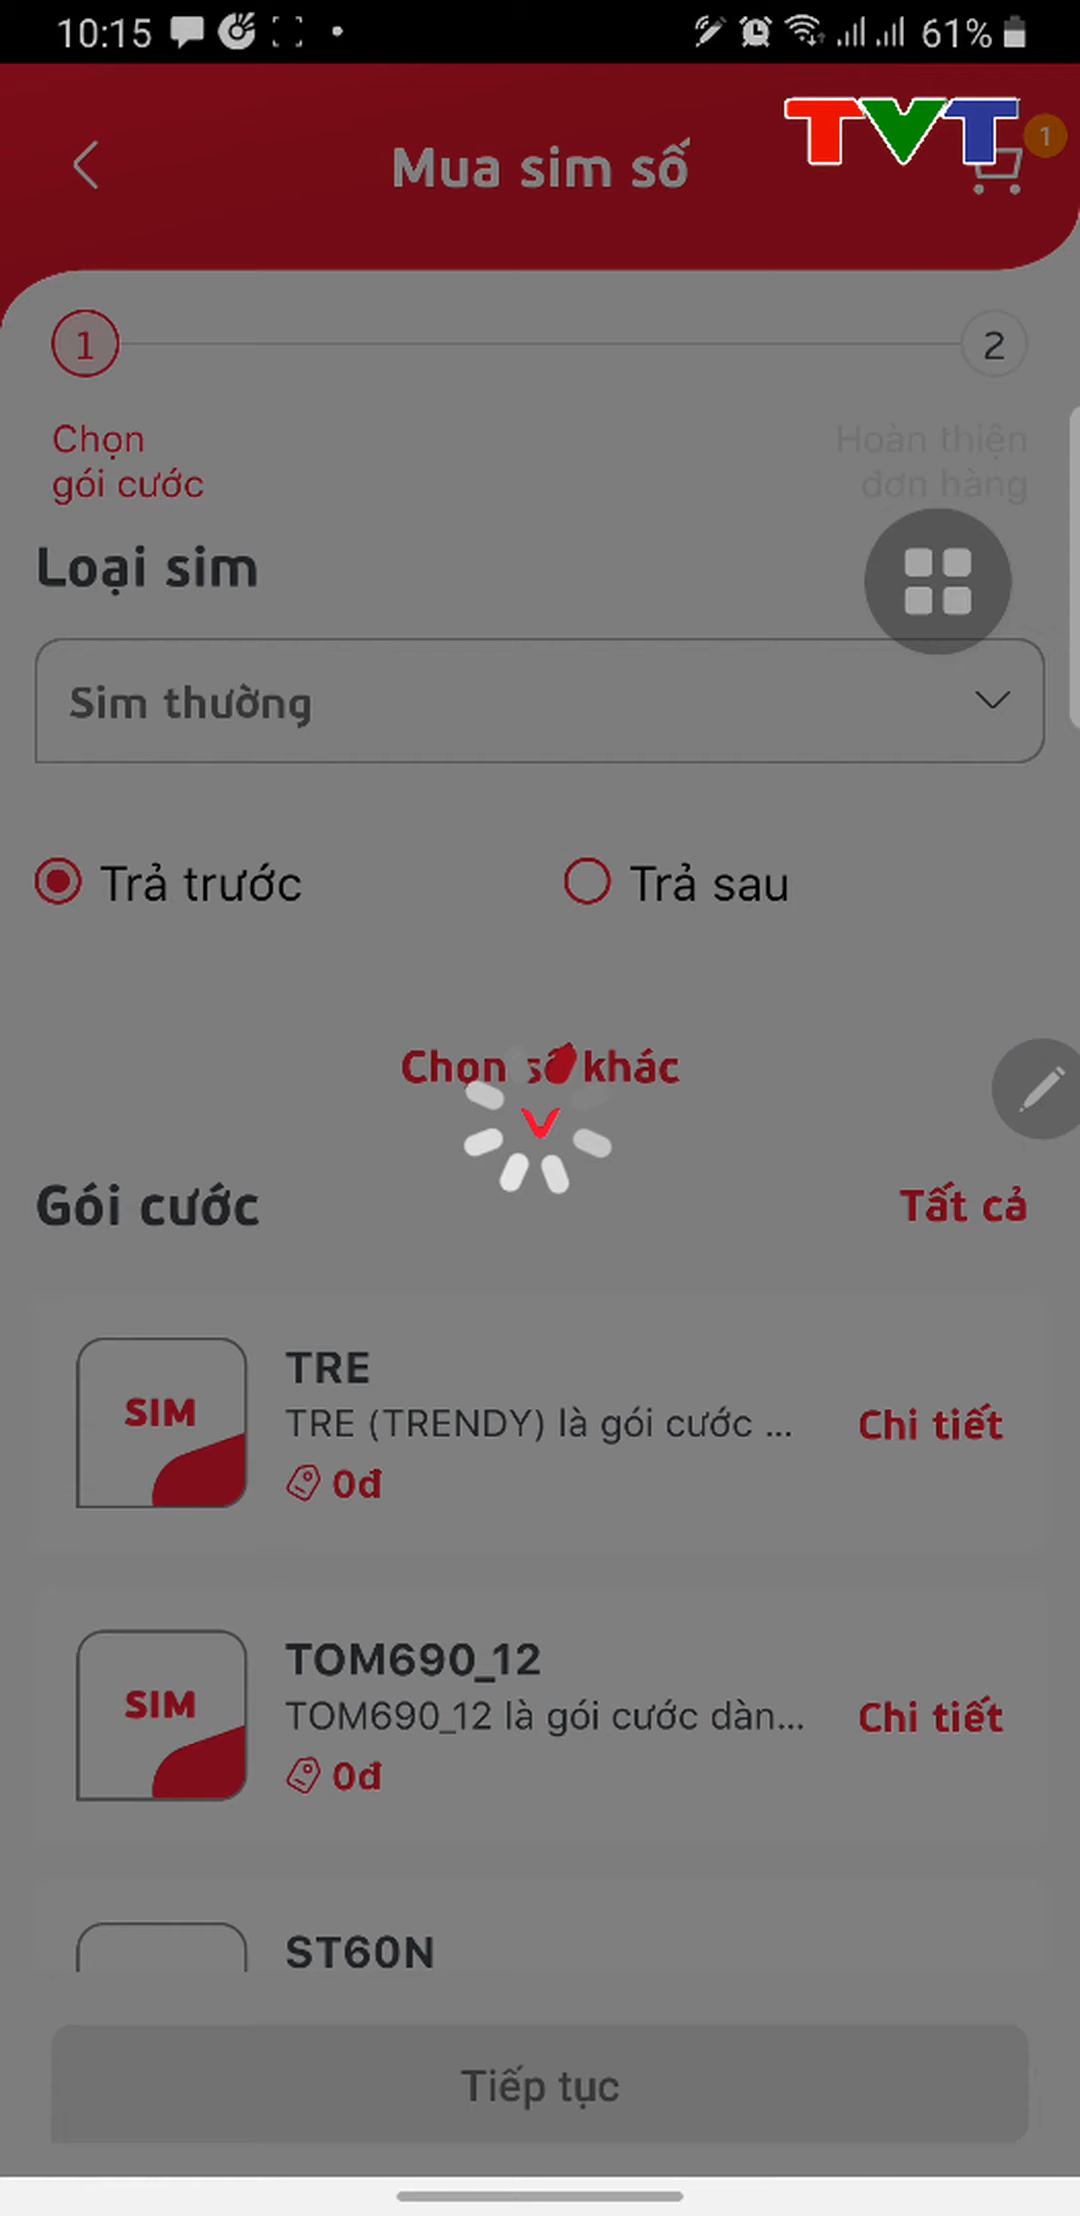 10:15
61%
TVT
Mua sim số
1
1
2
Chọn
gói cước
Hoàn thiện
đơn hàng
Loại sim
Sim thường
Trả trước
Trả sau
Chọn số khác
Gói cước
Tất cả
SIM
TRE
TRE (TRENDY) là gói cước ...
0đ
Chi tiết
SIM
TOM690_12
TOM690_12 là gói cước dàn...
0đ
Chi tiết
ST60N
Tiếp tục